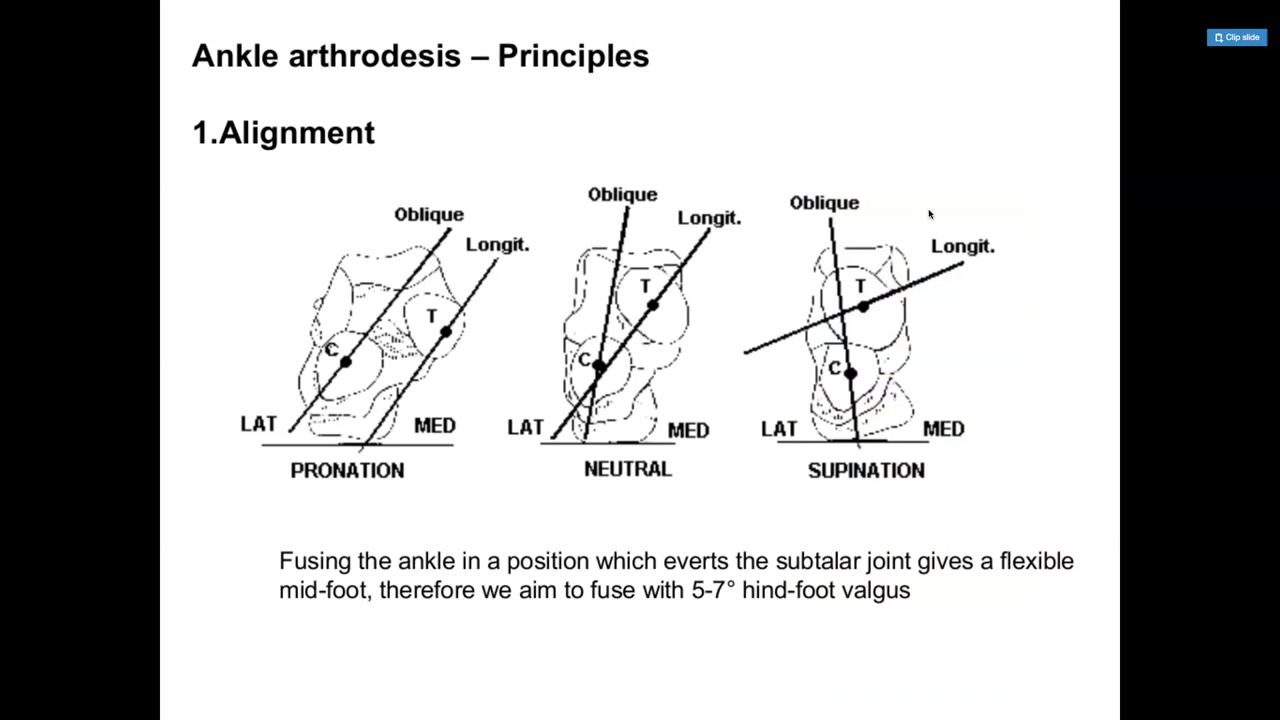 Clip slide
Ankle arthrodesis – Principles
1.Alignment
Oblique
Longit.
T
C
LAT
MED
PRONATION
Oblique
Longit.
T
C
LAT
MED
NEUTRAL
Oblique
Longit.
T
C
LAT
MED
SUPINATION
Fusing the ankle in a position which everts the subtalar joint gives a flexible
mid-foot, therefore we aim to fuse with 5-7° hind-foot valgus